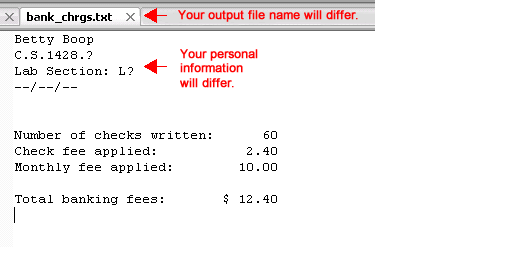 bank_chrgs.txt Your output file name will differ.
Betty Boop
C.S.1428.?
Lab Section: L?
--/--/--
Your personal
information
will differ.
Number of checks written: 60
Check fee applied: 2.40
Monthly fee applied: 10.00
Total banking fees: $ 12.40